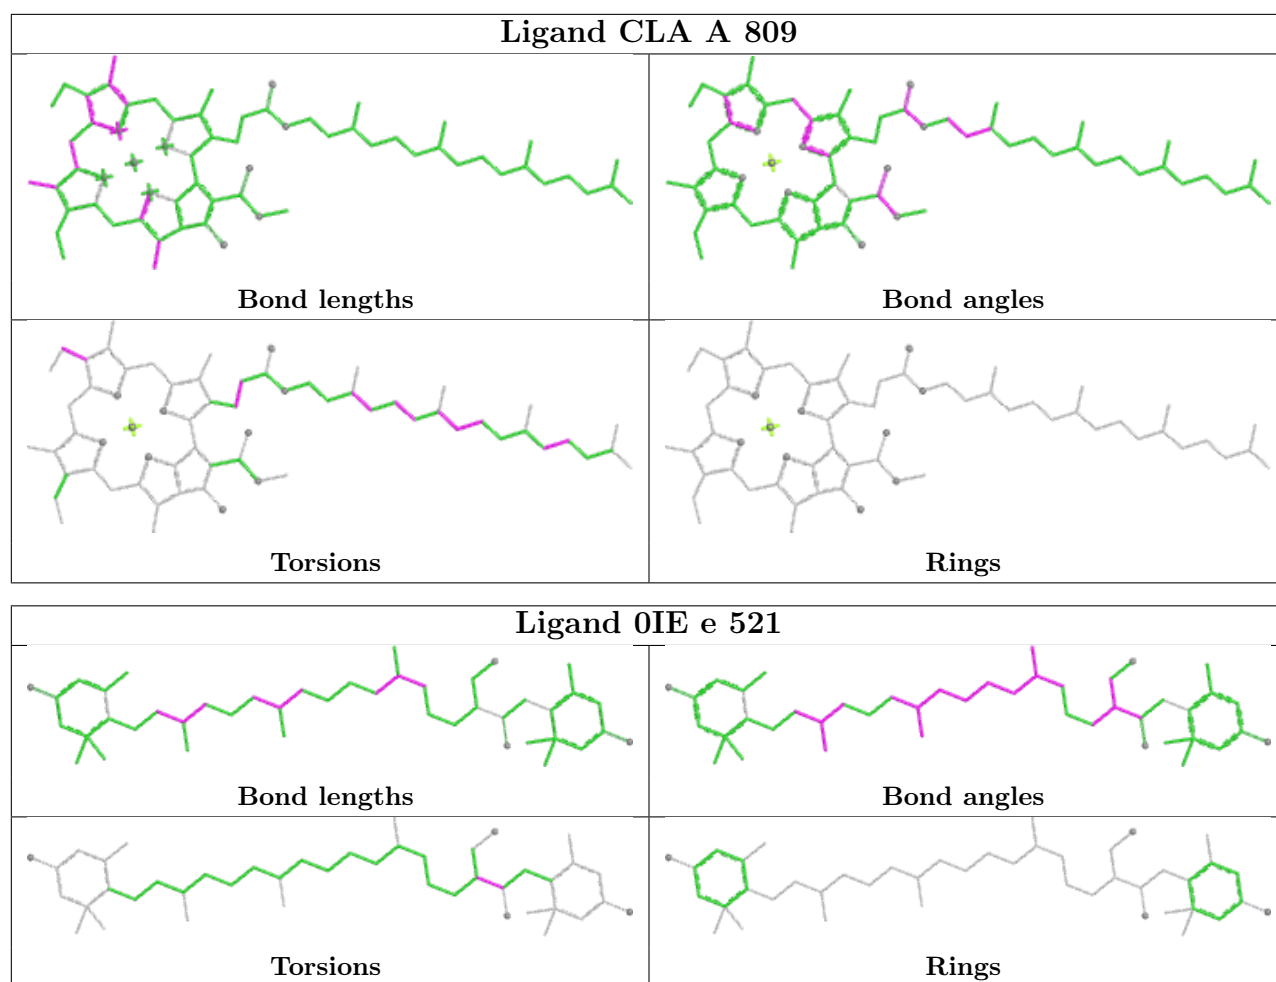 Ligand CLA A 809
Bond lengths
Bond angles
Torsions
Rings
Ligand 0IE e 521
Bond lengths
Bond angles
Torsions
Rings